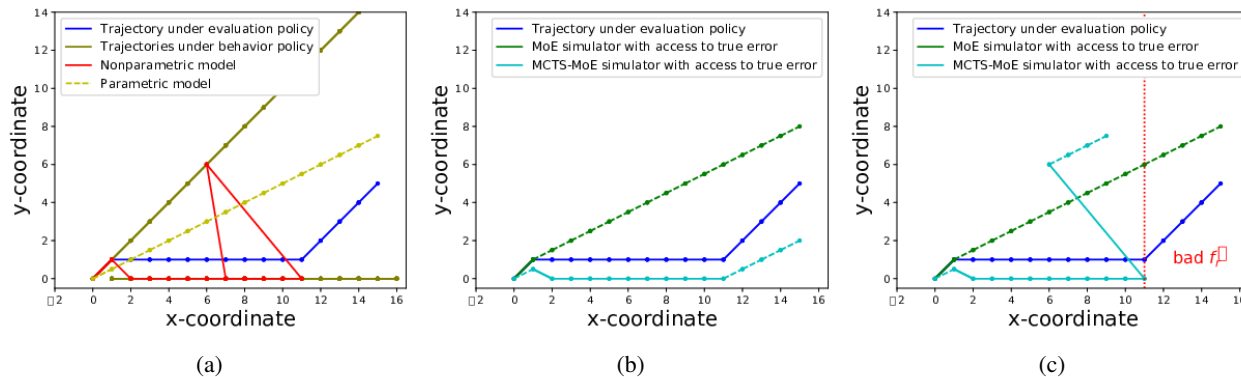 Trajectory under evaluation policy
Trajectories under behavior policy
Nonparametric model
Parametric model
14
12
10
8
6
4
2
0
y-coordinate
□2 0 2 4 6 8 10 12 14 16
x-coordinate
(a)
Trajectory under evaluation policy
MoE simulator with access to true error
MCTS-MoE simulator with access to true error
14
12
10
8
6
4
2
0
y-coordinate
□2 0 2 4 6 8 10 12 14 16
x-coordinate
(b)
Trajectory under evaluation policy
MoE simulator with access to true error
MCTS-MoE simulator with access to true error
14
12
10
8
6
4
2
0
y-coordinate
bad
□2 0 2 4 6 8 10 12 14 16
x-coordinate
(c)